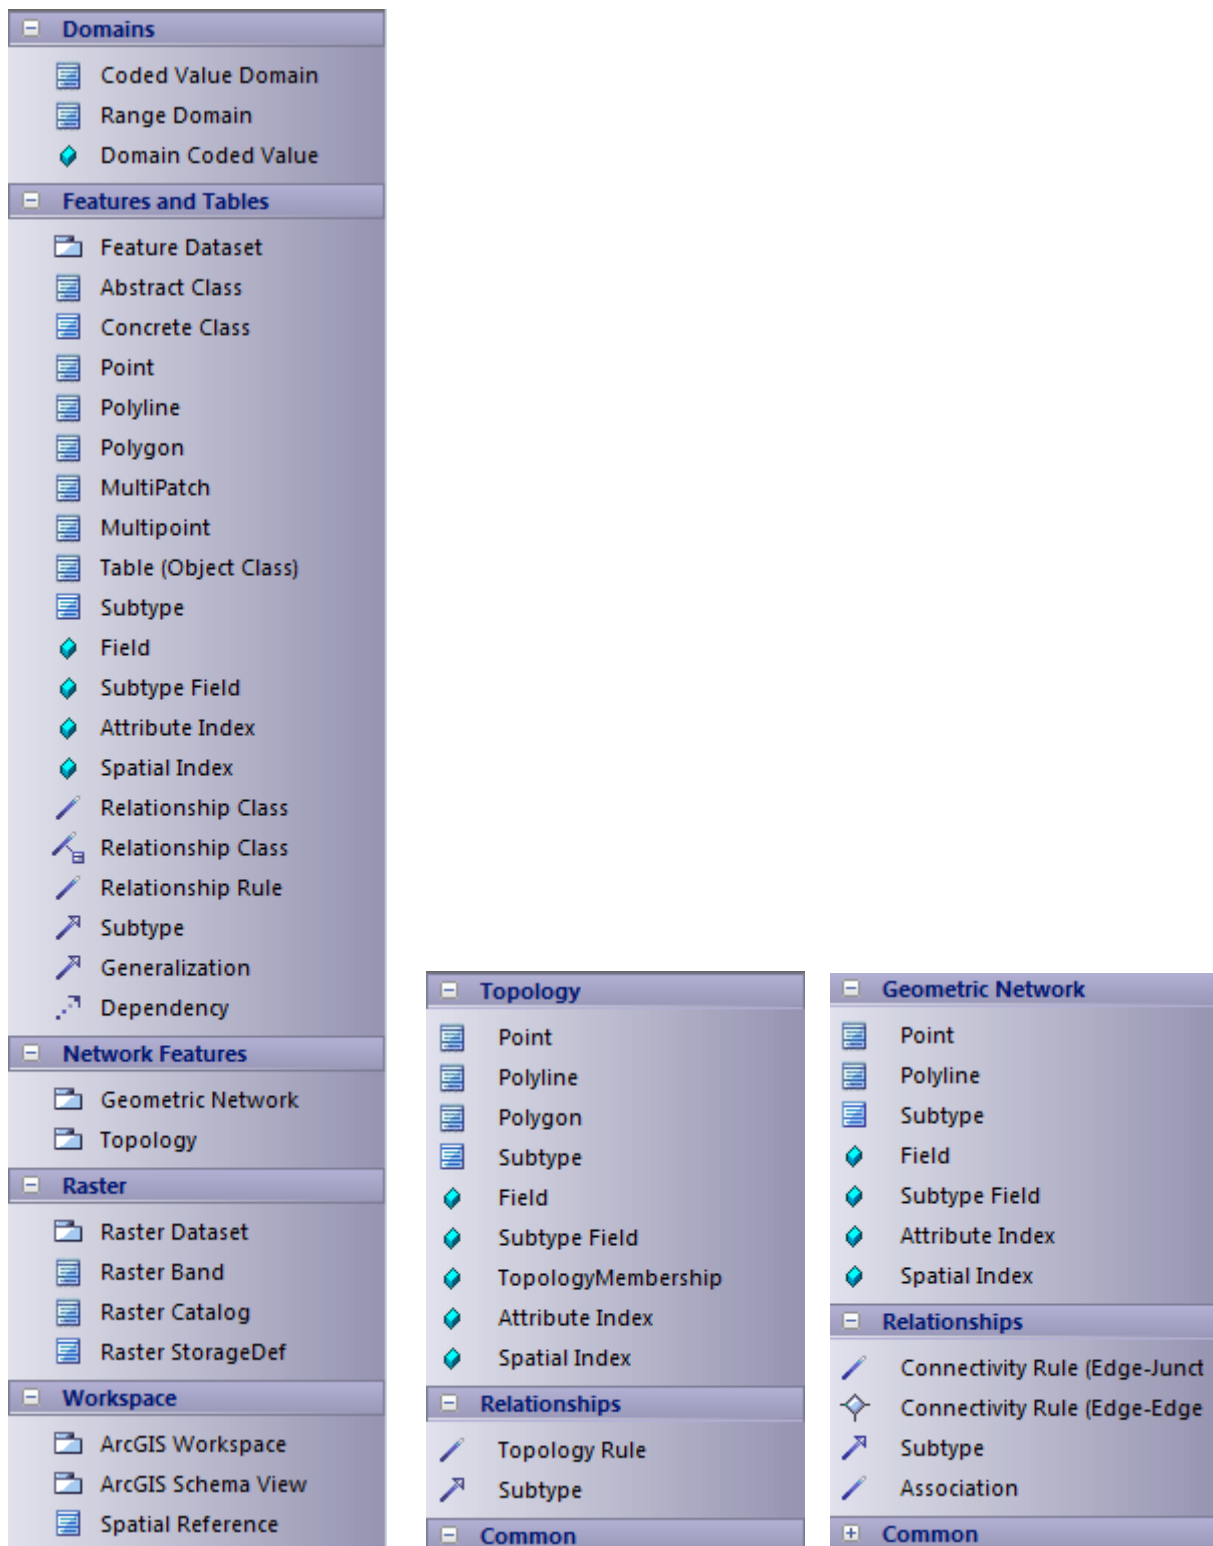 Domains
Coded Value Domain
Range Domain
Domain Coded Value
Features and Tables
Feature Dataset
Abstract Class
Concrete Class
Point
Polyline
Polygon
MultiPatch
Multipoint
Table (Object Class)
Subtype
Field
Subtype Field
Attribute Index
Spatial Index
Relationship Class
Relationship Class
Relationship Rule
Subtype
Generalization
Dependency
Network Features
Geometric Network
Topology
Raster
Raster Dataset
Raster Band
Raster Catalog
Raster StorageDef
Workspace
ArcGIS Workspace
ArcGIS Schema View
Spatial Reference
Topology
Point
Polyline
Polygon
Subtype
Field
Subtype Field
TopologyMembership
Attribute Index
Spatial Index
Relationships
Topology Rule
Subtype
Common
Geometric Network
Point
Polyline
Subtype
Field
Subtype Field
Attribute Index
Spatial Index
Relationships
Connectivity Rule (Edge-Junct
Connectivity Rule (Edge-Edge
Subtype
Association
Common